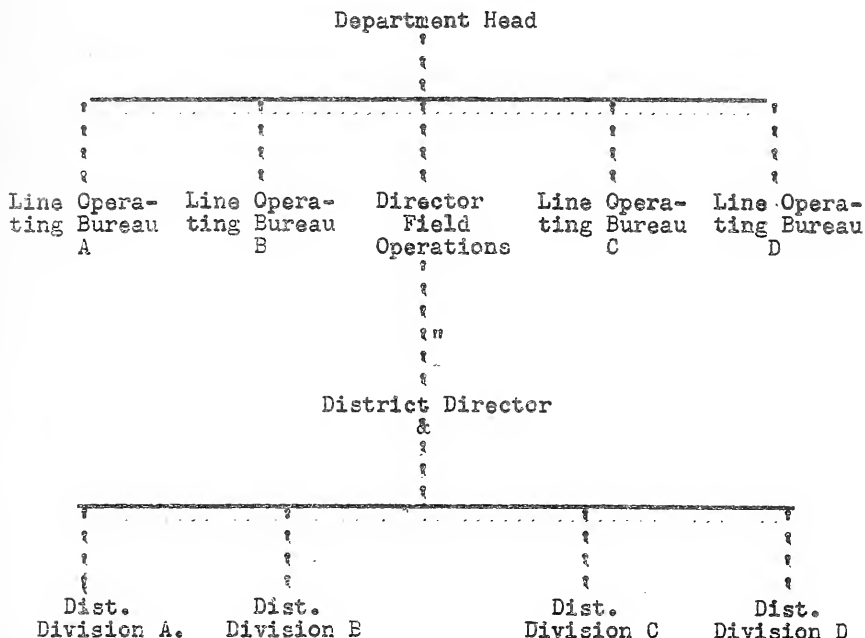 Department Head
Line Opera- Line Opera- Director Line Opera- Line Opera-
ting Bureau ting Bureau Field ting Bureau ting Bureau
A B Operations C D
District Director
&
Dist. Dist. Dist. Dist.
Division A. Division B Division C Division D